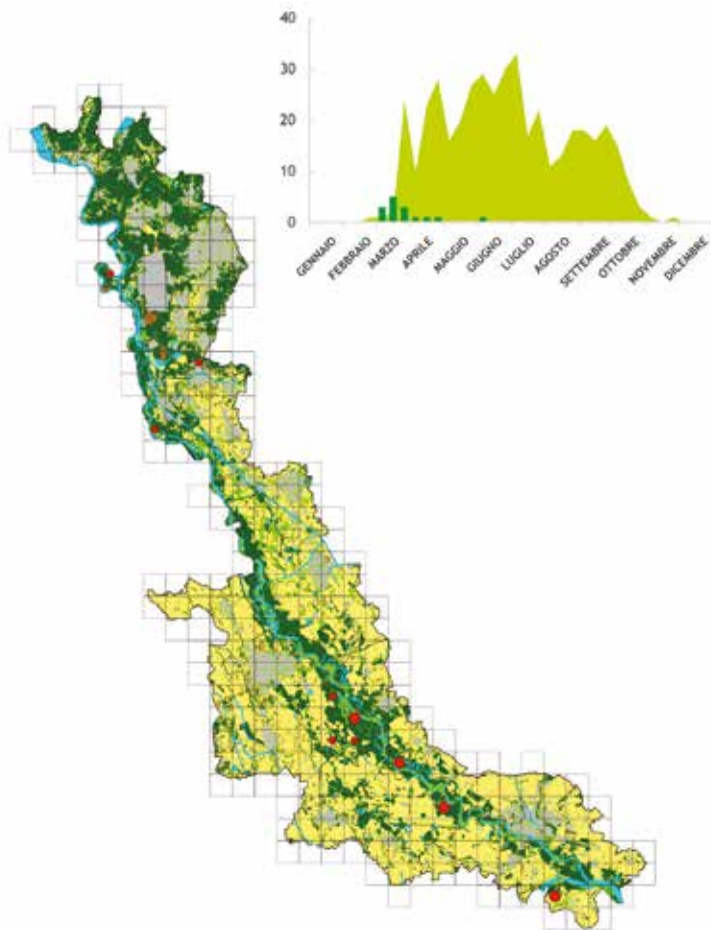 40
30
20
10
0
GENNAIO
FEBBRAIO
MARZO
APRILE
MAGGIO
GIUGNO
LUGLIO
AGOSTO
SETTEMBRE
OTTOBRE
NOVEMBRE
DICEMBRE